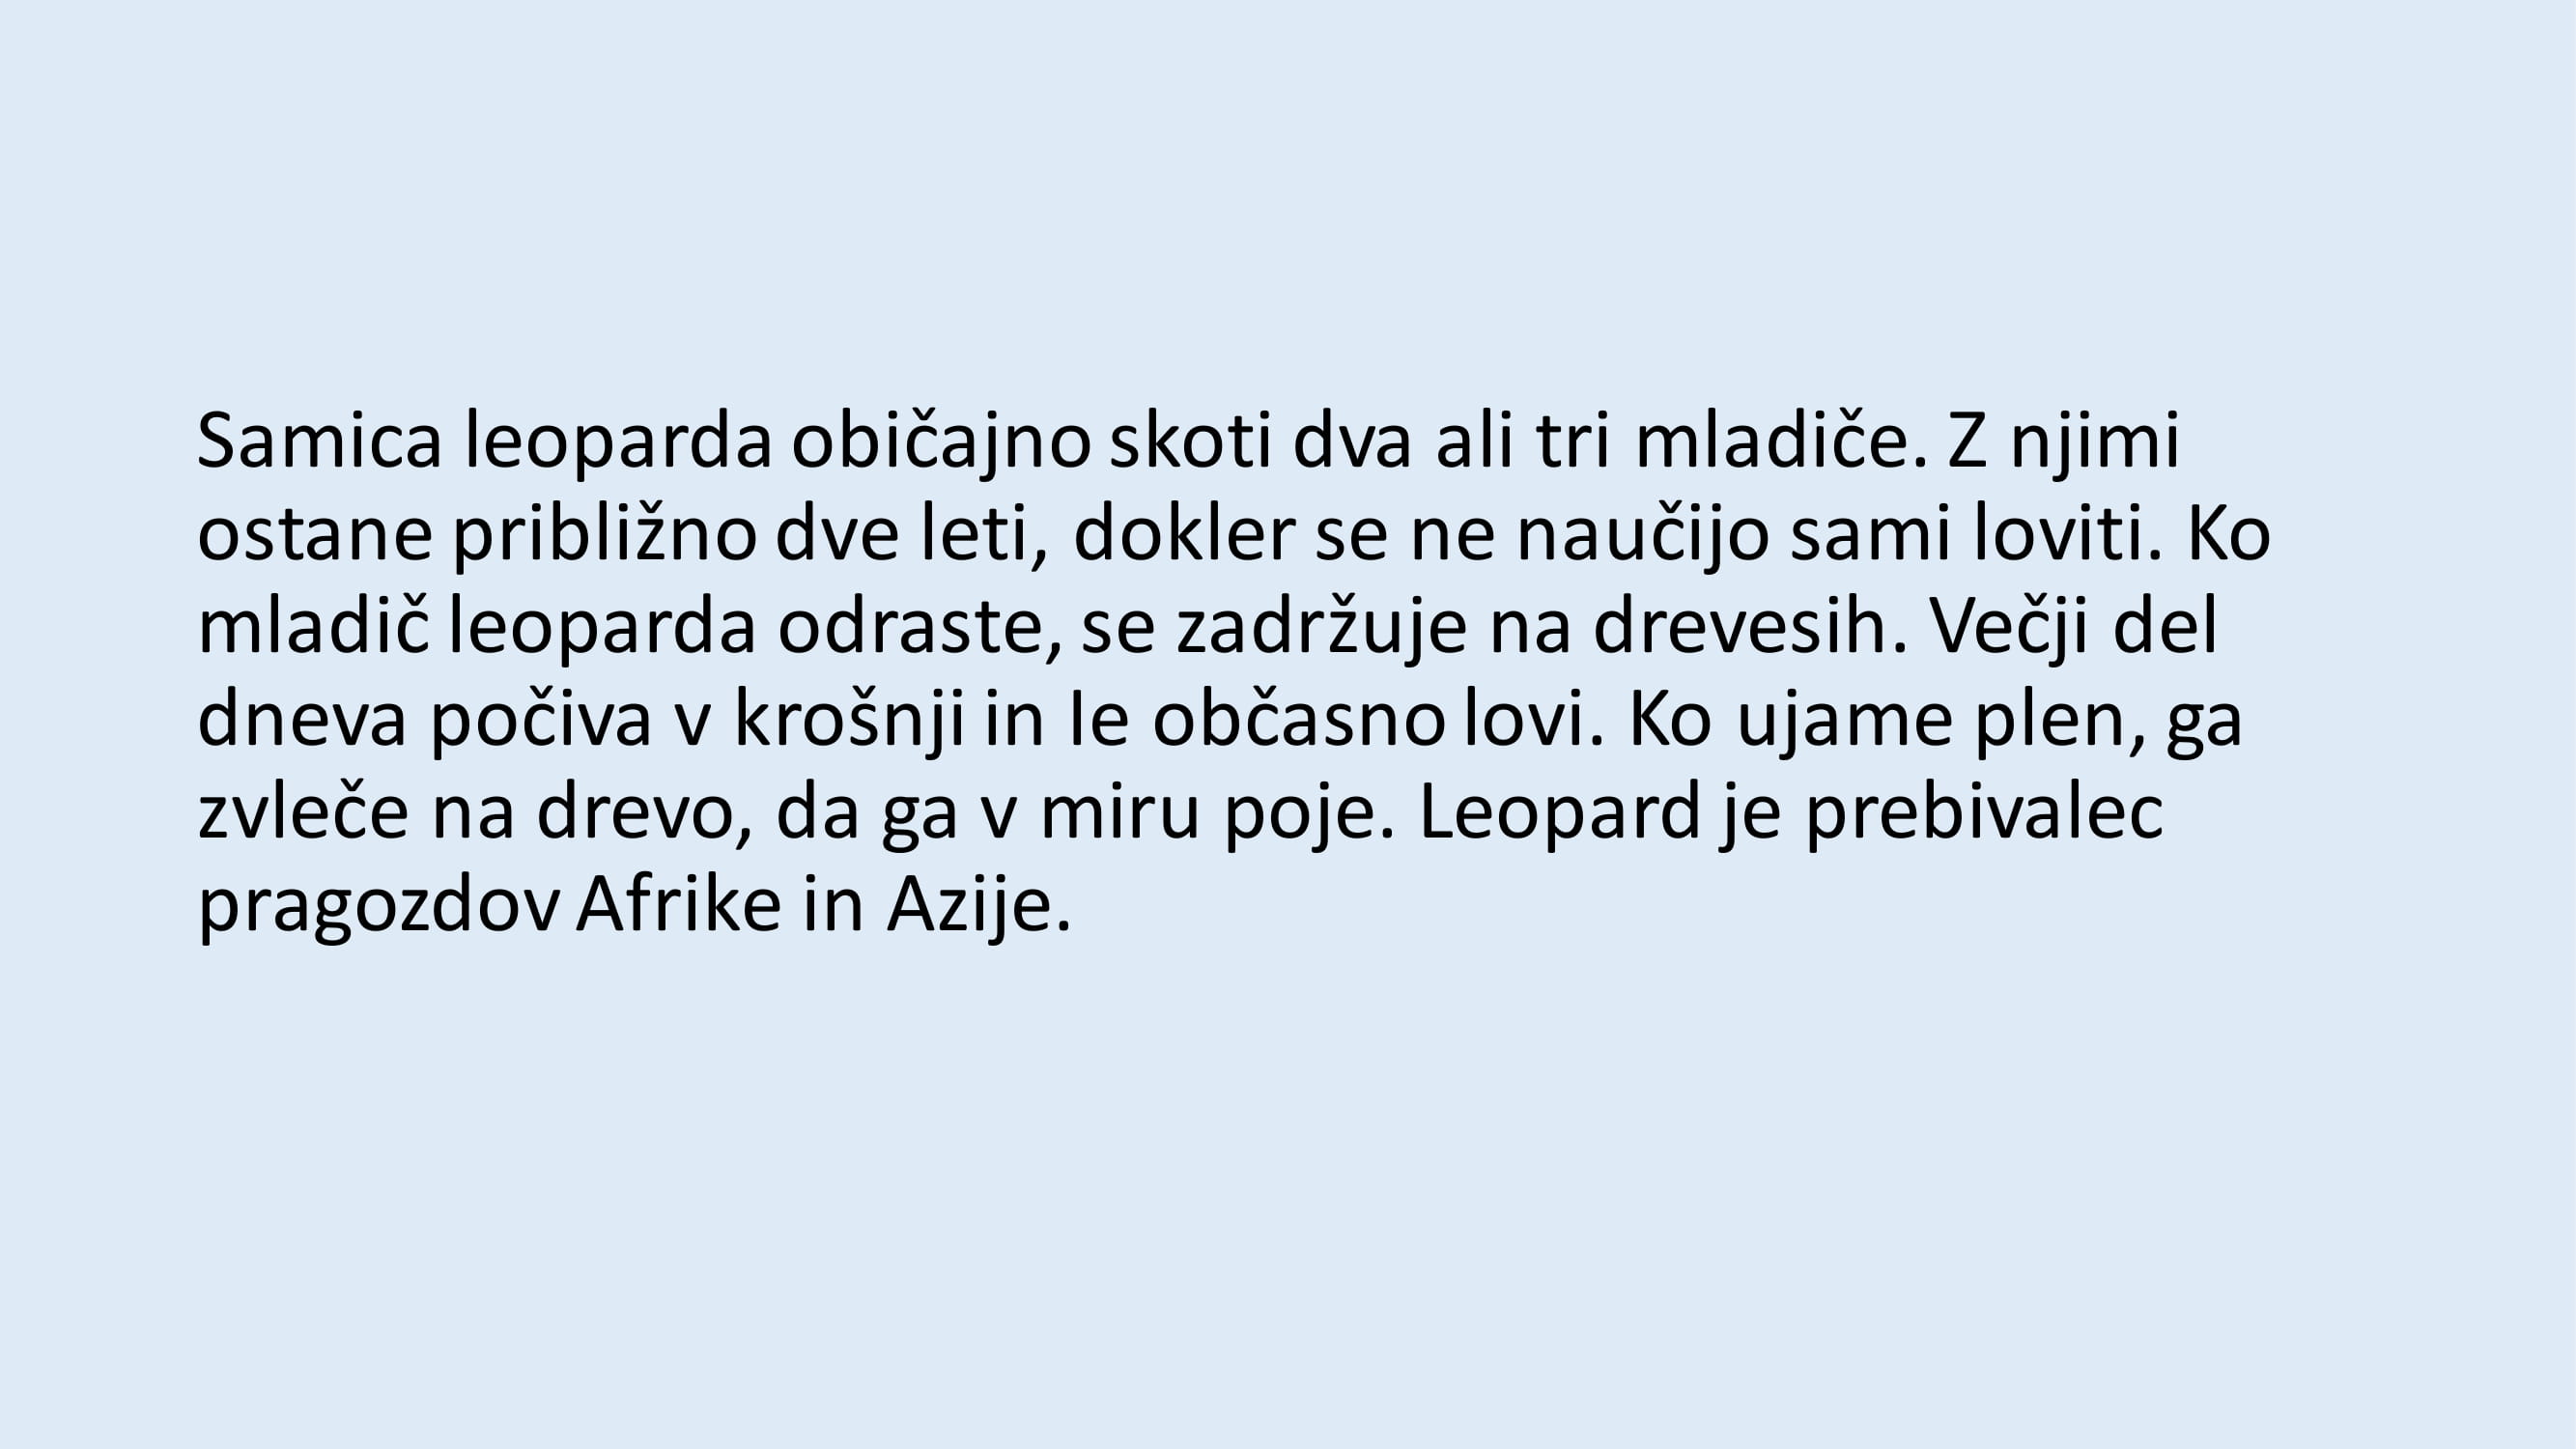 Samica leoparda običajno skoti dva ali tri mladiče. Z njimi
ostane približno dve leti, dokler se ne naučijo sami loviti. Ko
mladič leoparda odraste, se zadržuje na drevesih. Večji del
dneva počiva v krošnji in Ie občasno lovi. Ko ujame plen, ga
zvleče na drevo, da ga v miru poje. Leopard je prebivalec
pragozdov Afrike in Azije.